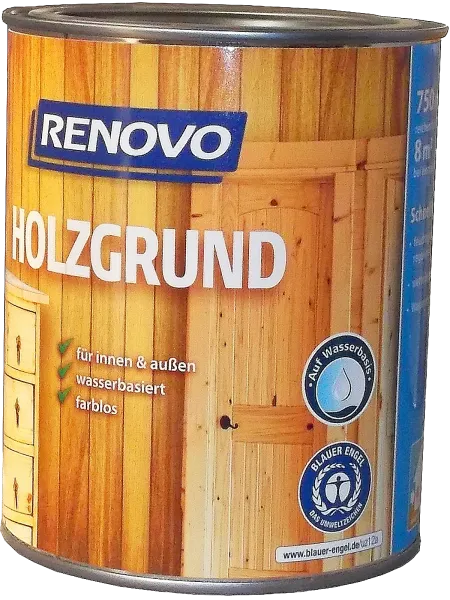 RENOVO
HOLZGRUND
für innen & außen
wasserbasiert
farblos
Auf Wasserbasis
BLAUER ENGEL
DAS UMWELTZEICHEN
www.blauer-engel.de/uz12a
750
8 m²